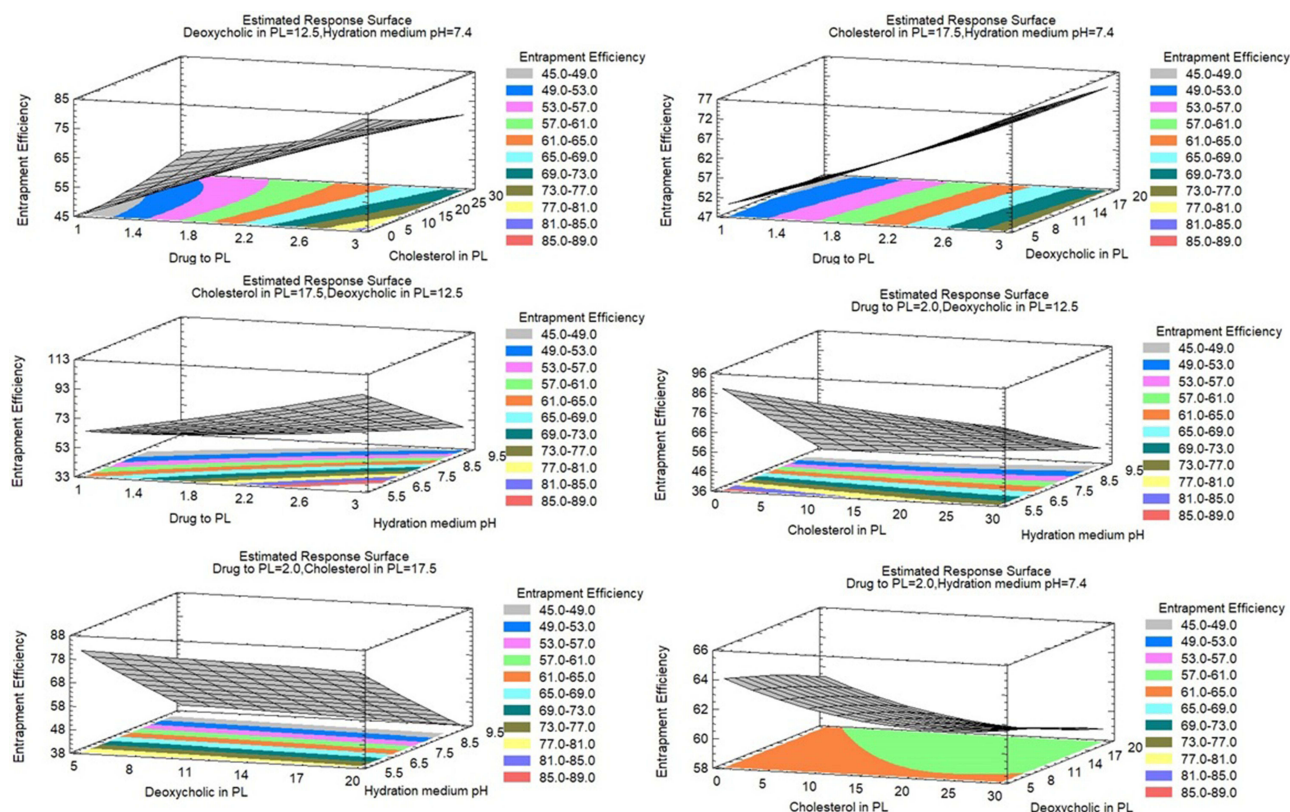 Estimated Response Surface
Deoxycholic in PL=12.5,Hydration medium pH=7.4
Entrapment Efficiency
85
75
65
55
45
1 1.4 1.8 2.2 2.6 3
Drug to PL
0 5 10 15 20 25 30
Cholesterol in PL
Entrapment Efficiency
45.0-49.0
49.0-53.0
53.0-57.0
57.0-61.0
61.0-65.0
65.0-69.0
69.0-73.0
73.0-77.0
77.0-81.0
81.0-85.0
85.0-89.0
Estimated Response Surface
Cholesterol in PL=17.5,Hydration medium pH=7.4
Entrapment Efficiency
77
72
67
62
57
52
47
1 1.4 1.8 2.2 2.6 3
Drug to PL
5 8 11 14 17 20
Deoxycholic in PL
Entrapment Efficiency
45.0-49.0
49.0-53.0
53.0-57.0
57.0-61.0
61.0-65.0
65.0-69.0
69.0-73.0
73.0-77.0
77.0-81.0
81.0-85.0
85.0-89.0
Estimated Response Surface
Cholesterol in PL=17.5,Deoxycholic in PL=12.5
Entrapment Efficiency
113
93
73
53
33
1 1.4 1.8 2.2 2.6 3
Drug to PL
5.5 6.5 7.5 8.5 9.5
Hydration medium pH
Entrapment Efficiency
45.0-49.0
49.0-53.0
53.0-57.0
57.0-61.0
61.0-65.0
65.0-69.0
69.0-73.0
73.0-77.0
77.0-81.0
81.0-85.0
85.0-89.0
Estimated Response Surface
Drug to PL=2.0,Deoxycholic in PL=12.5
Entrapment Efficiency
96
86
76
66
56
46
36
0 5 10 15 20 25 30
Cholesterol in PL
5.5 6.5 7.5 8.5 9.5
Hydration medium pH
Entrapment Efficiency
45.0-49.0
49.0-53.0
53.0-57.0
57.0-61.0
61.0-65.0
65.0-69.0
69.0-73.0
73.0-77.0
77.0-81.0
81.0-85.0
85.0-89.0
Estimated Response Surface
Drug to PL=2.0,Cholesterol in PL=17.5
Entrapment Efficiency
88
78
68
58
48
38
5 8 11 14 17 20
Deoxycholic in PL
5.5 6.5 7.5 8.5 9.5
Hydration medium pH
Entrapment Efficiency
45.0-49.0
49.0-53.0
53.0-57.0
57.0-61.0
61.0-65.0
65.0-69.0
69.0-73.0
73.0-77.0
77.0-81.0
81.0-85.0
85.0-89.0
Estimated Response Surface
Drug to PL=2.0,Hydration medium pH=7.4
Entrapment Efficiency
66
64
62
60
58
0 5 10 15 20 25 30
Cholesterol in PL
5 8 11 14 17 20
Deoxycholic in PL
Entrapment Efficiency
45.0-49.0
49.0-53.0
53.0-57.0
57.0-61.0
61.0-65.0
65.0-69.0
69.0-73.0
73.0-77.0
77.0-81.0
81.0-85.0
85.0-89.0